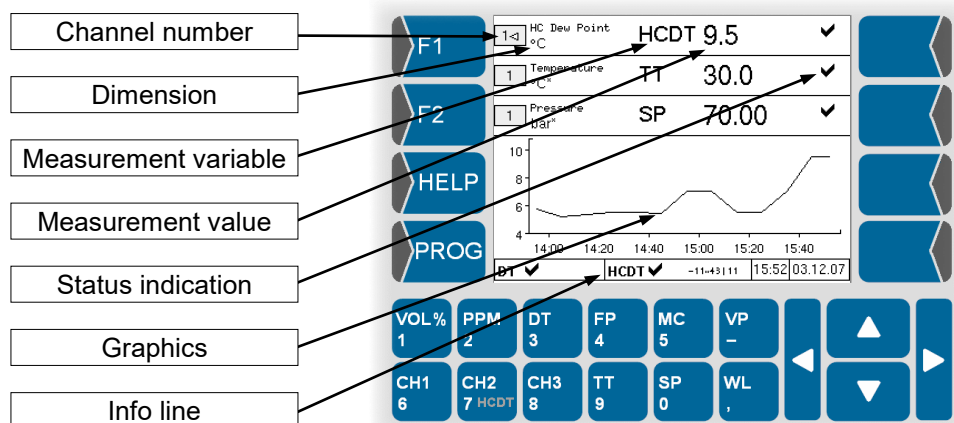 Channel number
Dimension
Measurement variable
Measurement value
Status indication
Graphics
Info line
F1
F2
HELP
PROG
1◁ HC Dew Point °C HCDT 9.5 ✔
1 Temperature °C* TT 30.0 ✔
1 Pressure bar* SP 70.00 ✔
10
8
6
4
14:00 14:20 14:40 15:00 15:20 15:40
DT ✔ HCDT ✔ -11-43|11 15:52 03.12.07
VOL% PPM DT FP MC VP
1 2 3 4 5 –
CH1 CH2 CH3 TT SP WL
6 7 HCDT 8 9 0 ,